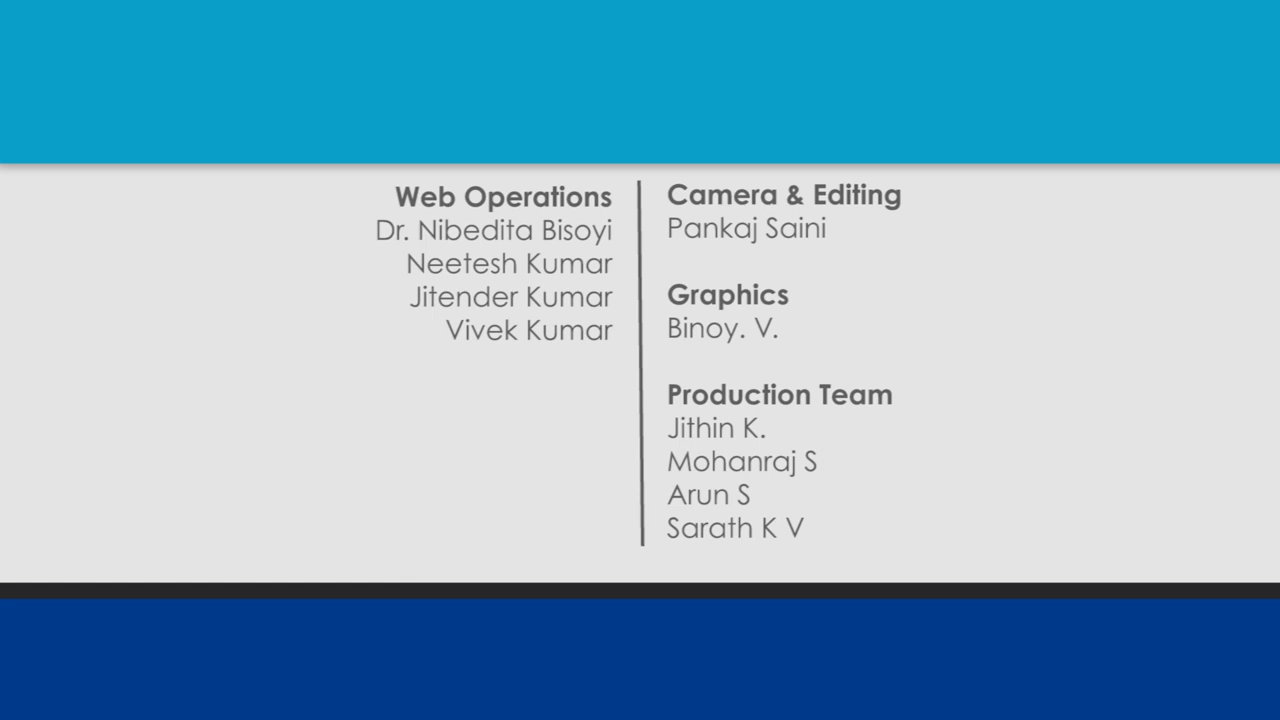 Web Operations
Dr. Nibedita Bisoyi
Neetesh Kumar
Jitender Kumar
Vivek Kumar
Camera & Editing
Pankaj Saini
Graphics
Binoy. V.
Production Team
Jithin K.
Mohanraj S
Arun S
Sarath K V